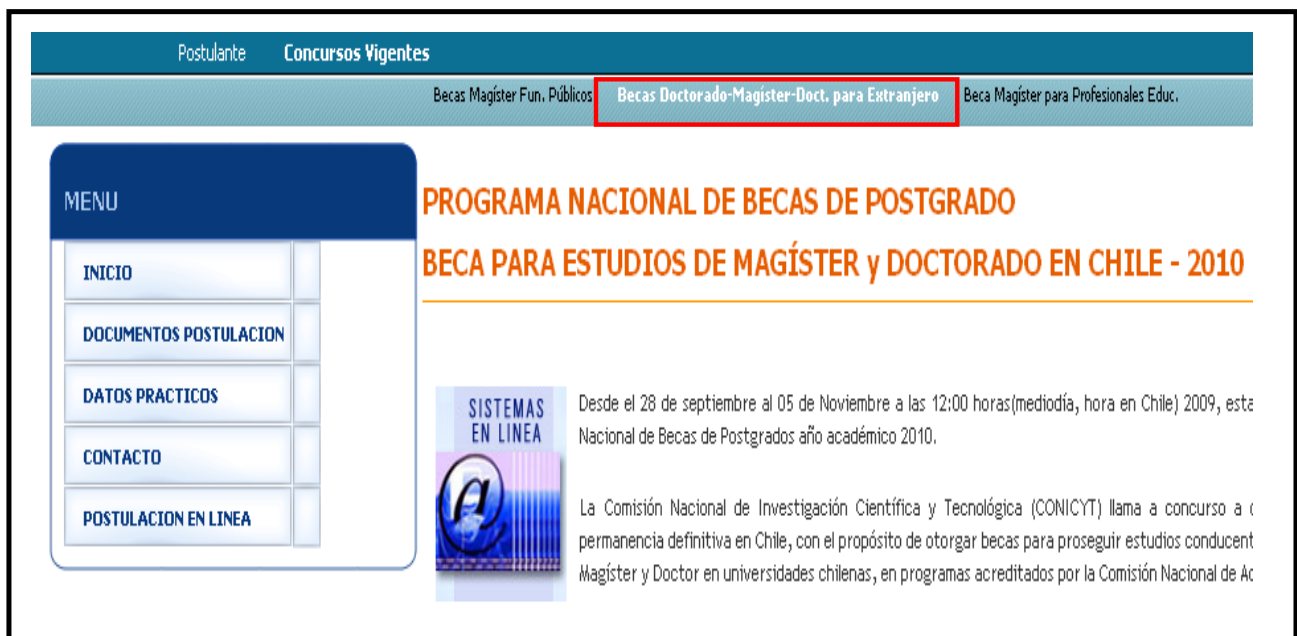 Postulante Concursos Vigentes
Becas Magíster Fun. Públicos Becas Doctorado-Magíster-Doct. para Extranjero Beca Magíster para Profesionales Educ.
MENU
INICIO
DOCUMENTOS POSTULACION
DATOS PRACTICOS
CONTACTO
POSTULACION EN LINEA
PROGRAMA NACIONAL DE BECAS DE POSTGRADO
BECA PARA ESTUDIOS DE MAGÍSTER y DOCTORADO EN CHILE - 2010
SISTEMAS
EN LINEA
@
Desde el 28 de septiembre al 05 de Noviembre a las 12:00 horas(mediodía, hora en Chile) 2009, esta
Nacional de Becas de Postgrados año académico 2010.
La Comisión Nacional de Investigación Científica y Tecnológica (CONICYT) llama a concurso a
permanencia definitiva en Chile, con el propósito de otorgar becas para proseguir estudios conducent
Magíster y Doctor en universidades chilenas, en programas acreditados por la Comisión Nacional de Ac